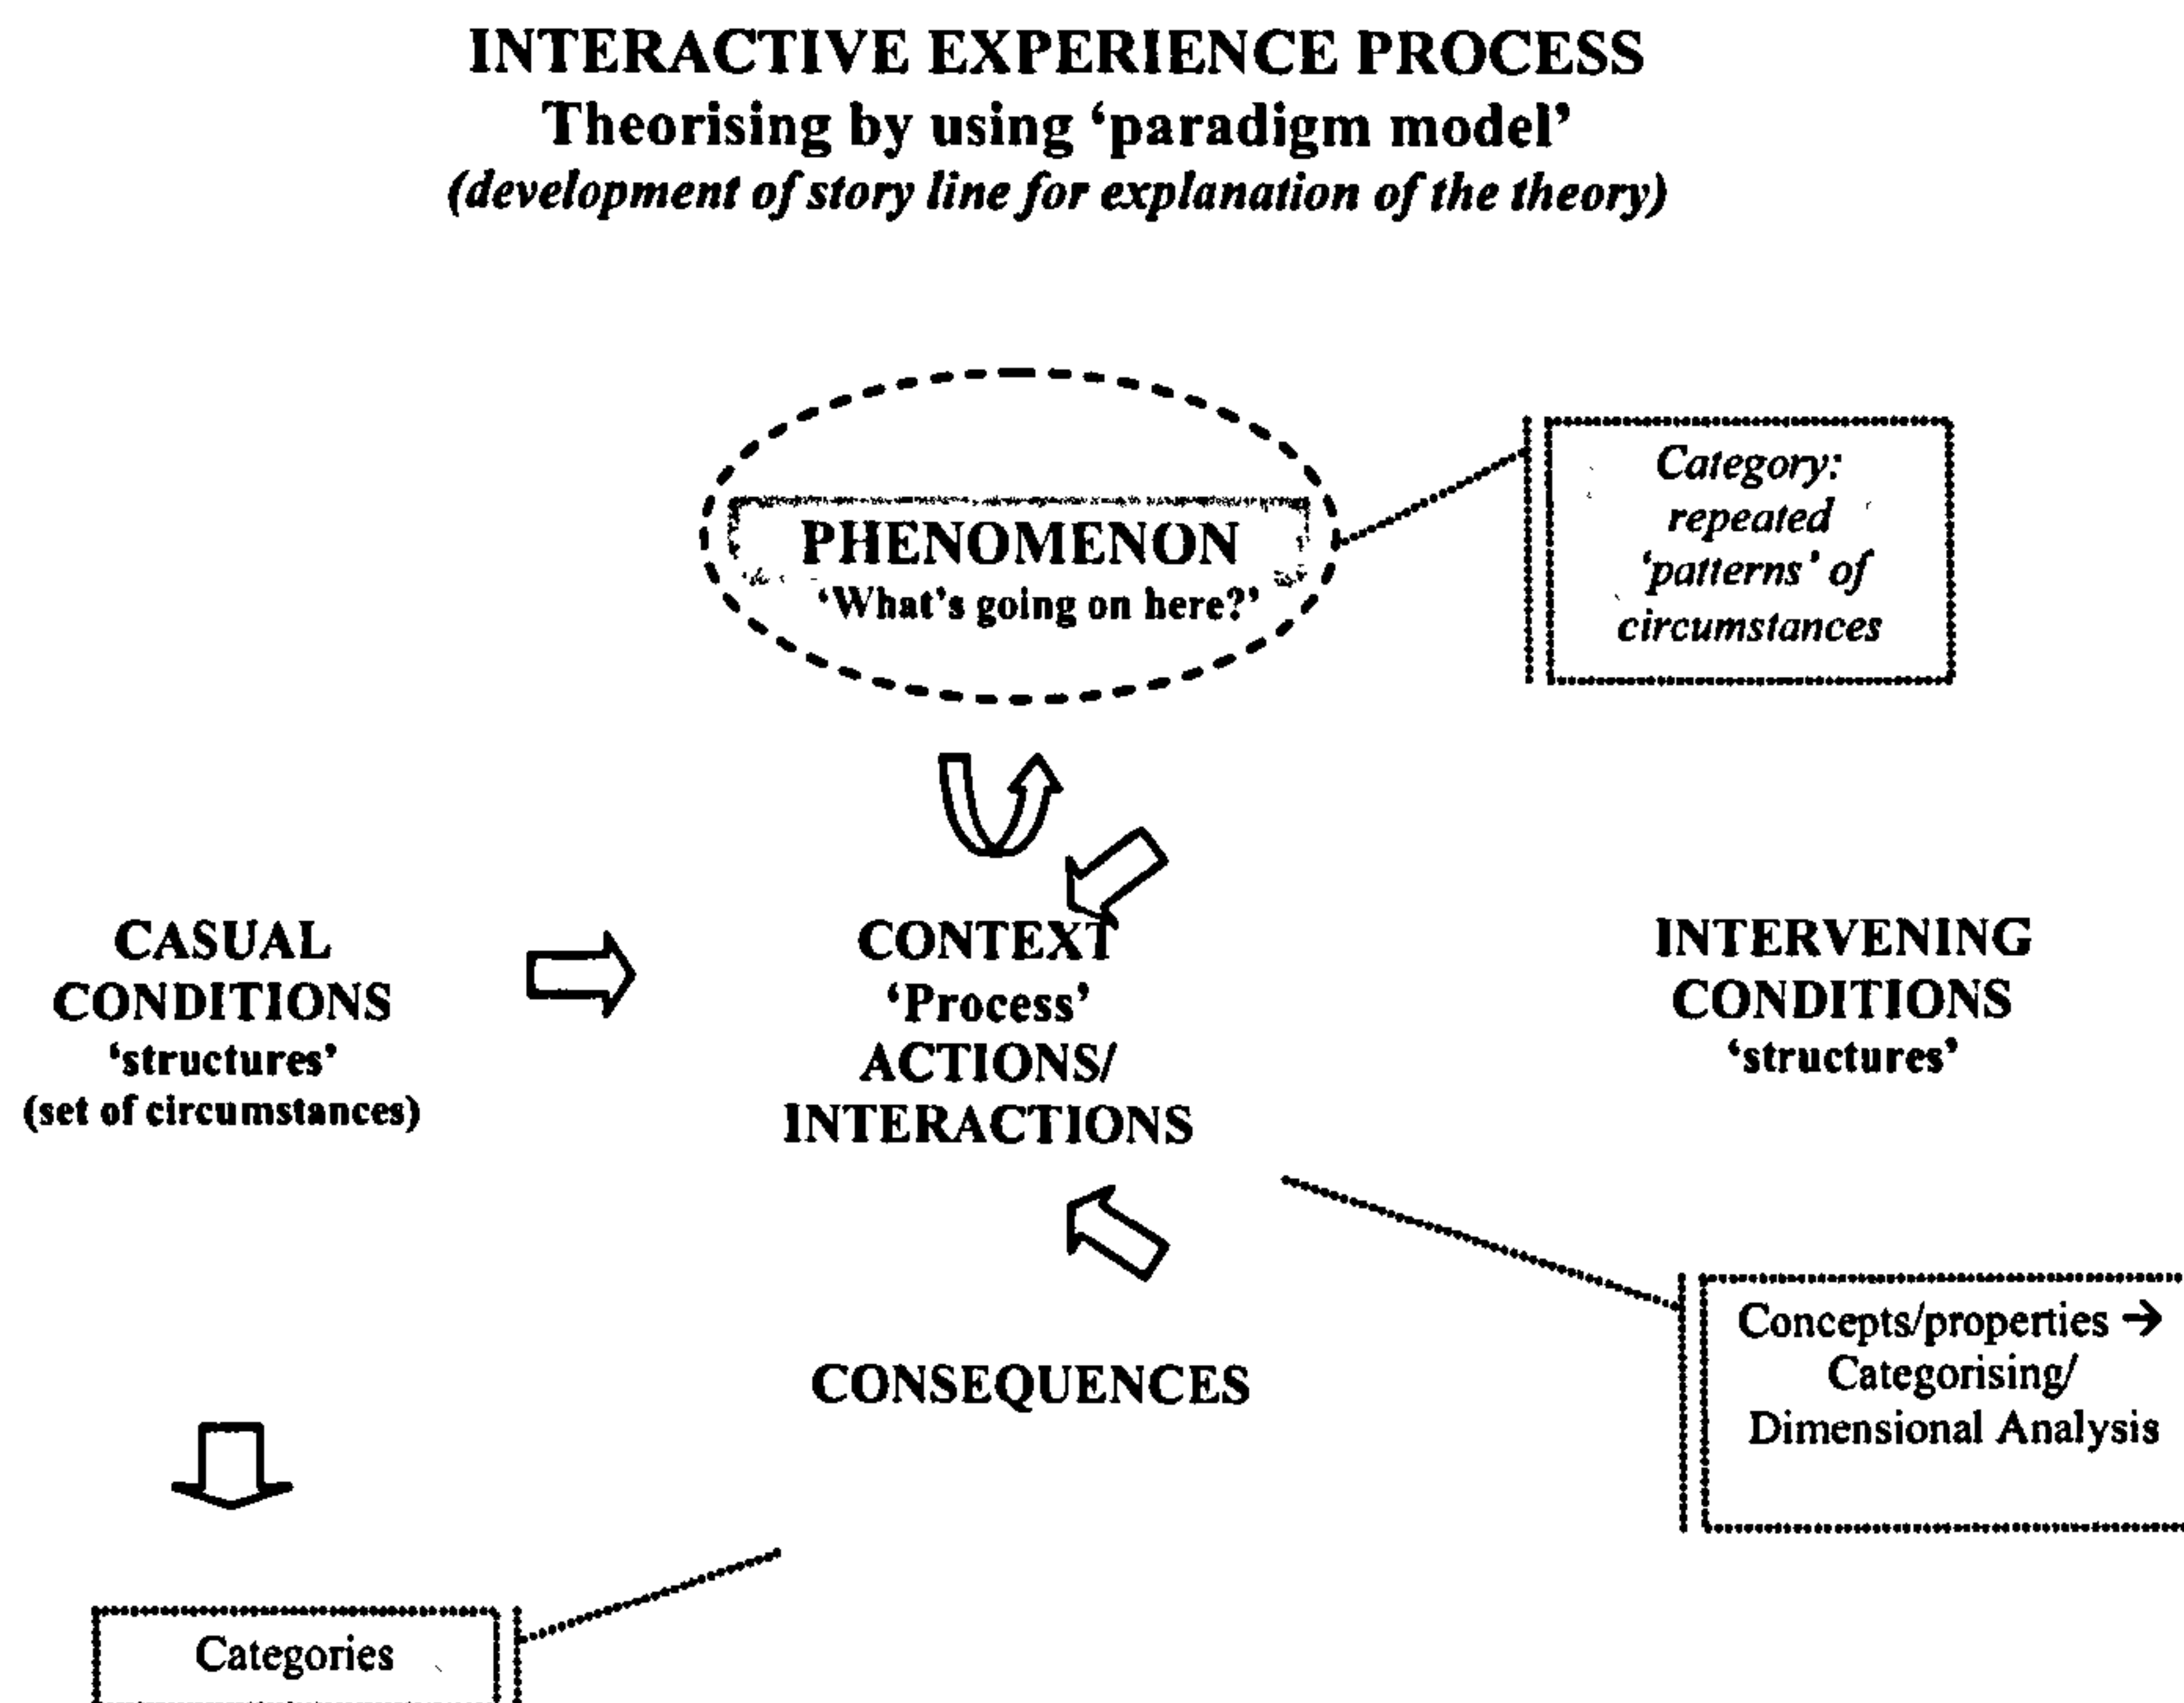 INTERACTIVE EXPERIENCE PROCESS
Theorising by using ‘paradigm model’
(development of story line for explanation of the theory)
PHENOMENON
‘What’s going on here?’
Category:
repeated
‘patterns’ of
circumstances
CASUAL
CONDITIONS
‘structures’
(set of circumstances)
CONTEXT
‘Process’
ACTIONS/
INTERACTIONS
INTERVENING
CONDITIONS
‘structures’
CONSEQUENCES
Concepts/properties →
Categorising/
Dimensional Analysis
Categories